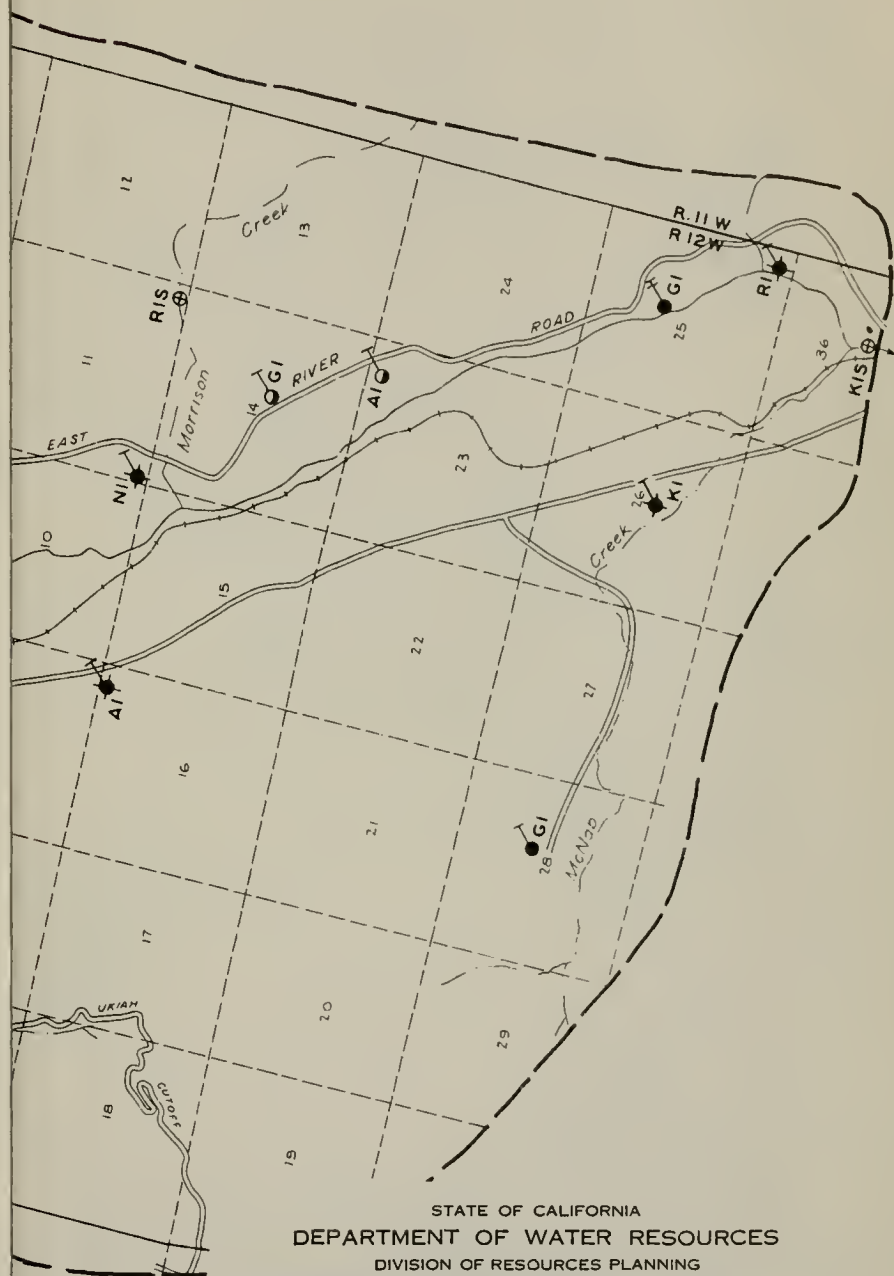 12
Creek
13
11
R1S
R. 11 W
R 12 W
24
G1
R1
ROAD
25
36
K1S
G1
RIVER
14
A1
Morrison
EAST
N1
10
23
26
K1
Creek
15
22
27
A1
16
21
G1
28
McNab
17
20
29
UKIAH
CUTOFF
18
19
STATE OF CALIFORNIA
DEPARTMENT OF WATER RESOURCES
DIVISION OF RESOURCES PLANNING